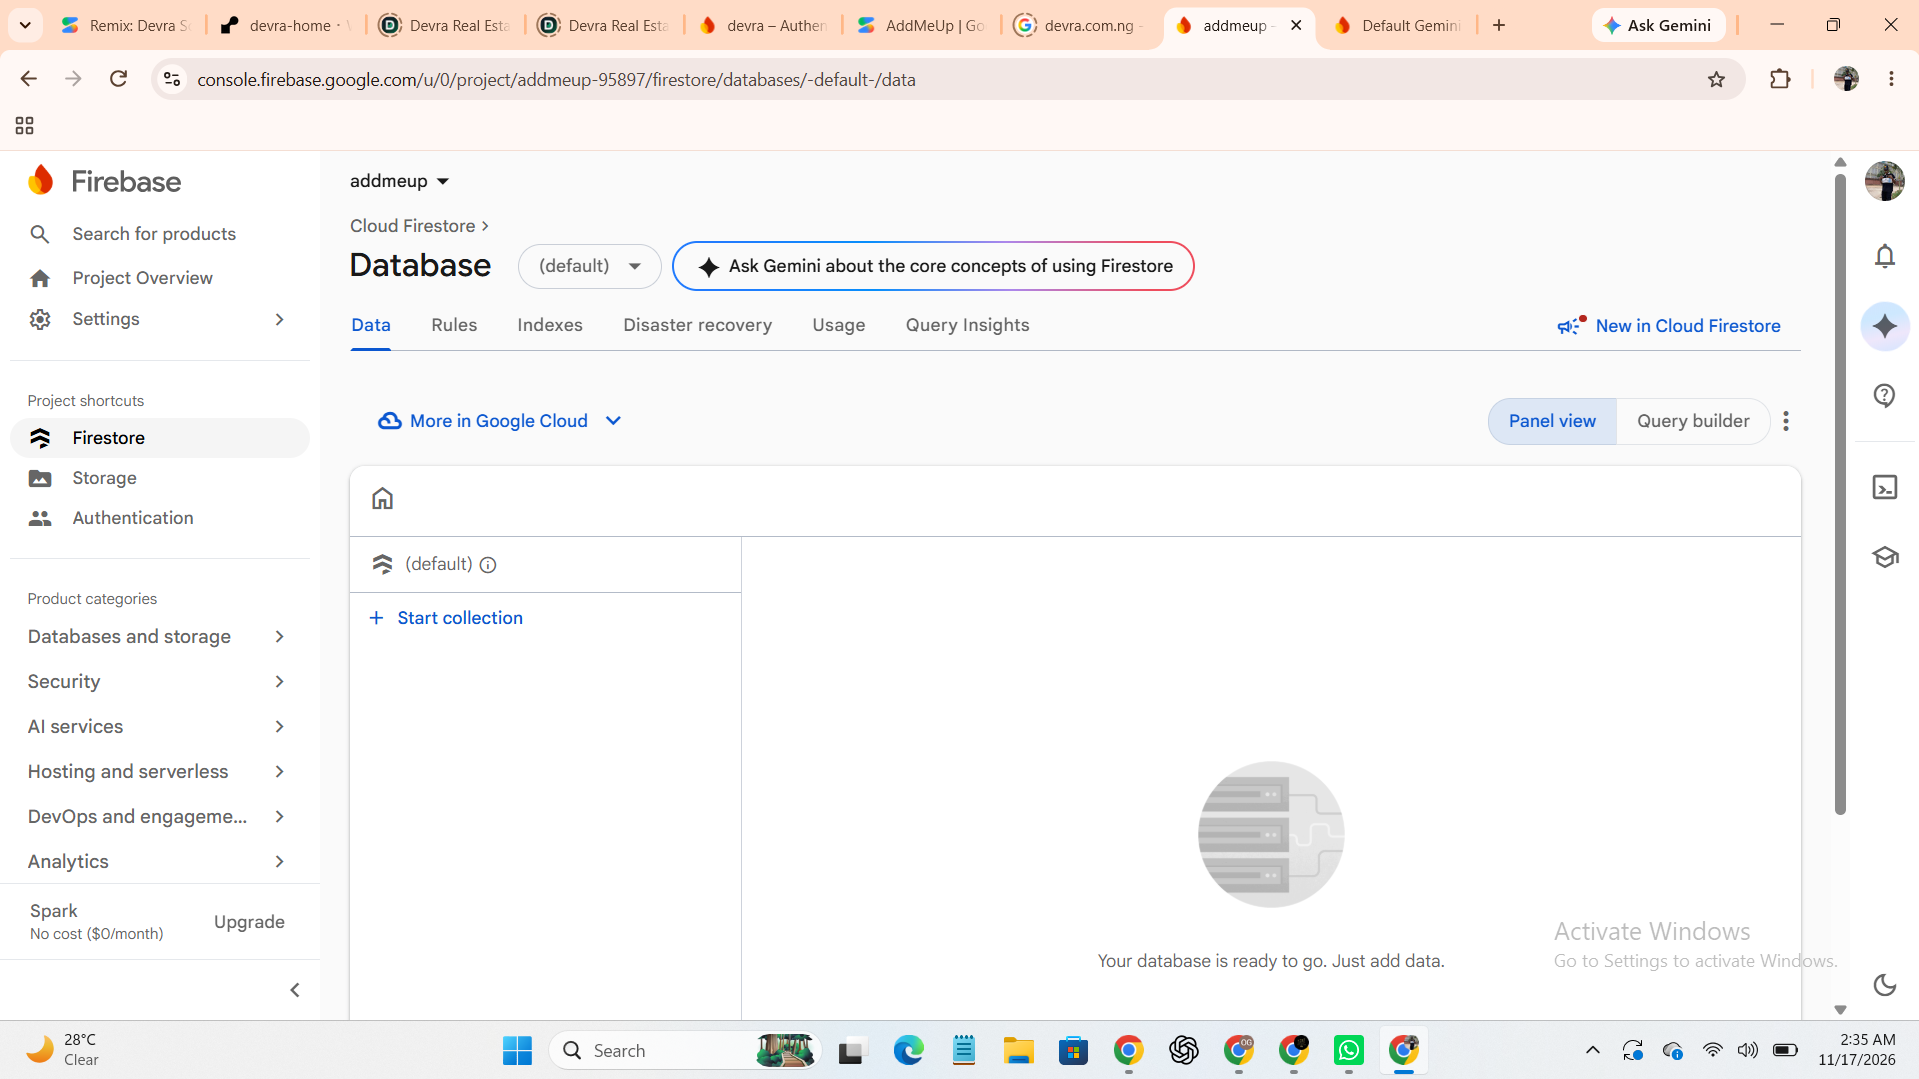 Remix: Devra Sc
devra-home
Devra Real Esta
Devra Real Esta
devra – Authen
AddMeUp | Go
devra.com.ng -
addmeup -
Default Gemini
Ask Gemini
console.firebase.google.com/u/0/project/addmeup-95897/firestore/databases/-default-/data
Firebase
Search for products
Project Overview
Settings
Project shortcuts
Firestore
Storage
Authentication
Product categories
Databases and storage
Security
AI services
Hosting and serverless
DevOps and engageme...
Analytics
Spark
No cost ($0/month)
Upgrade
addmeup
Cloud Firestore
Database
(default)
Ask Gemini about the core concepts of using Firestore
Data
Rules
Indexes
Disaster recovery
Usage
Query Insights
New in Cloud Firestore
More in Google Cloud
Panel view
Query builder
(default)
Start collection
Your database is ready to go. Just add data.
Activate Windows
Go to Settings to activate Windows.
28°C
Clear
Search
OG
2:35 AM
11/17/2026